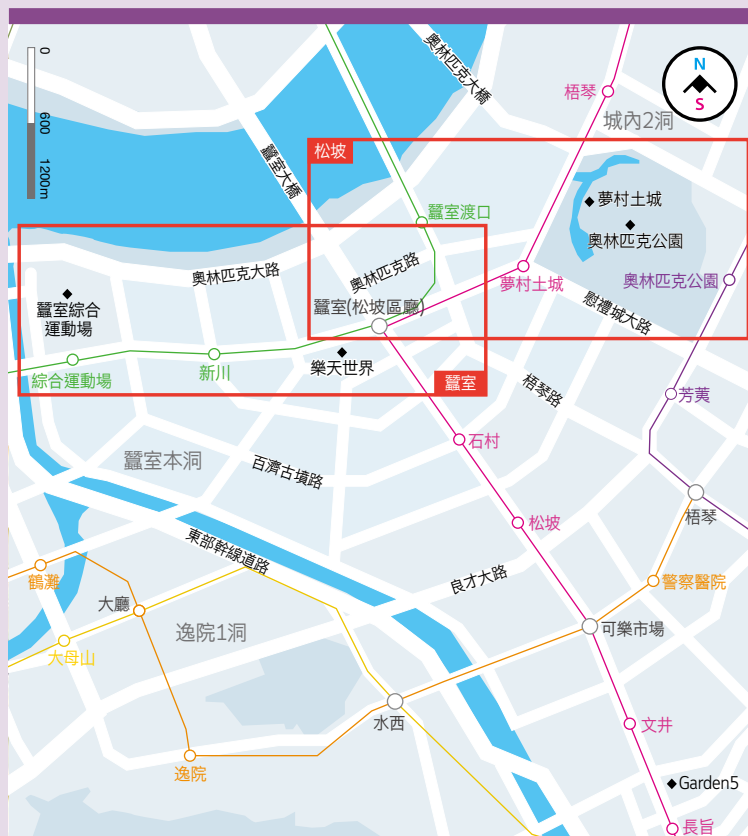 0
600
1200m
奧林匹克大橋
N
S
梧琴
城內2洞
松坡
蠶室大橋
夢村土城
蠶室渡口
奧林匹克公園
奧林匹克路
奧林匹克大路
夢村土城
奧林匹克公園
蠶室綜合
運動場
蠶室(松坡區廳)
慰禮城大路
樂天世界
綜合運動場
新川
蠶室
梧琴路
芳荑
石村
蠶室本洞
百濟古墳路
梧琴
松坡
東部幹線道路
良才大路
鶴灘
警察醫院
大廳
逸院1洞
可樂市場
大母山
水西
文井
逸院
Garden5
長旨